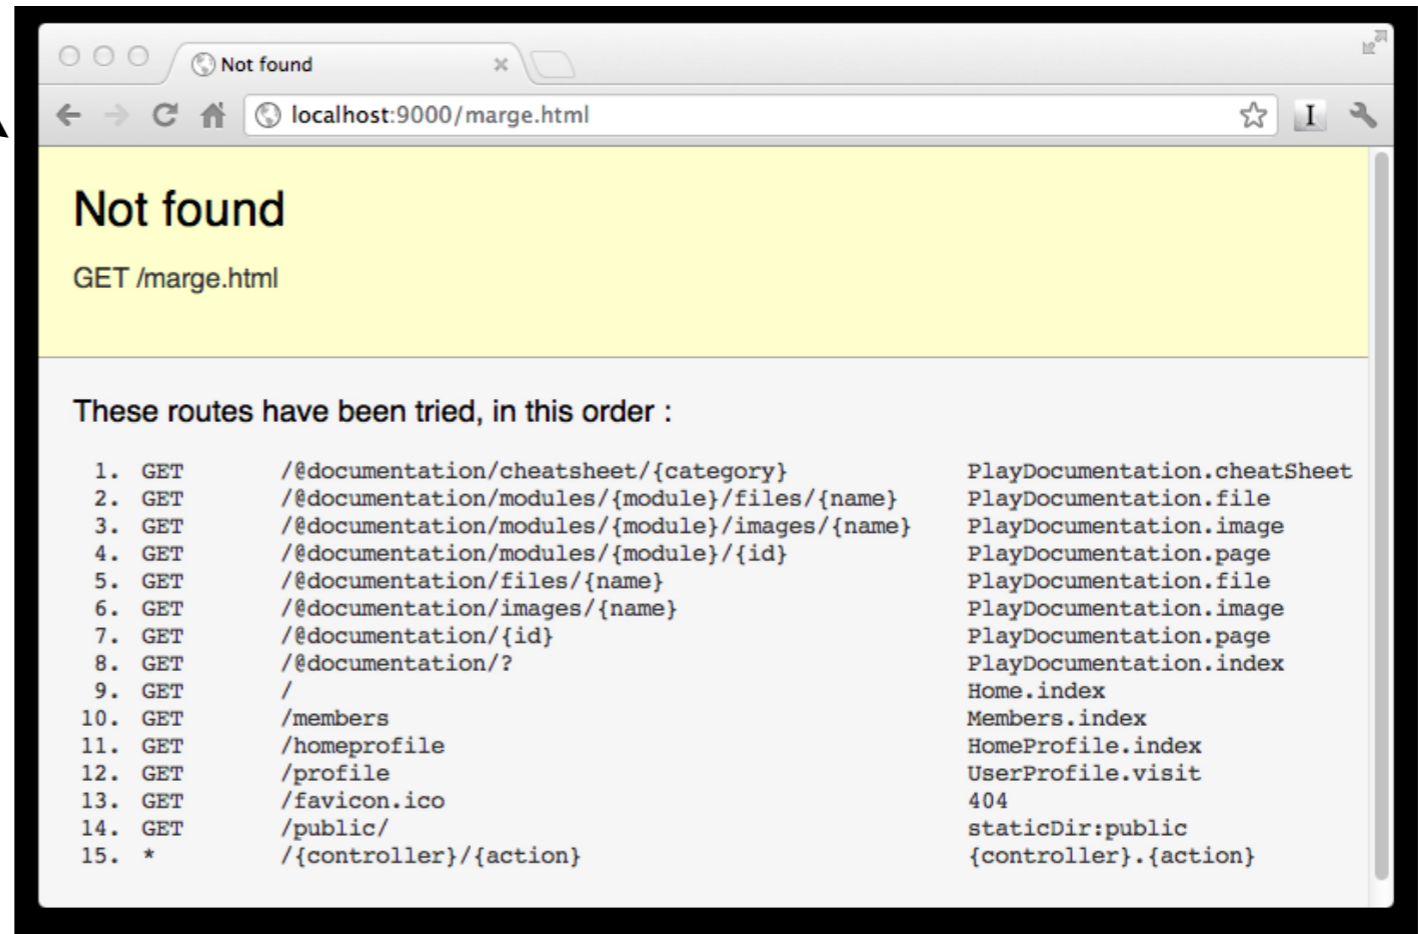 Not found
localhost:9000/marge.html
I
Not found
GET /marge.html
These routes have been tried, in this order :
1. GET /@documentation/cheatsheet/{category} PlayDocumentation.cheatSheet
2. GET /@documentation/modules/{module}/files/{name} PlayDocumentation.file
3. GET /@documentation/modules/{module}/images/{name} PlayDocumentation.image
4. GET /@documentation/modules/{module}/{id} PlayDocumentation.page
5. GET /@documentation/files/{name} PlayDocumentation.file
6. GET /@documentation/images/{name} PlayDocumentation.image
7. GET /@documentation/{id} PlayDocumentation.page
8. GET /@documentation/? PlayDocumentation.index
9. GET / Home.index
10. GET /members Members.index
11. GET /homeprofile HomeProfile.index
12. GET /profile UserProfile.visit
13. GET /favicon.ico 404
14. GET /public/ staticDir:public
15. * /{controller}/{action} {controller}.{action}